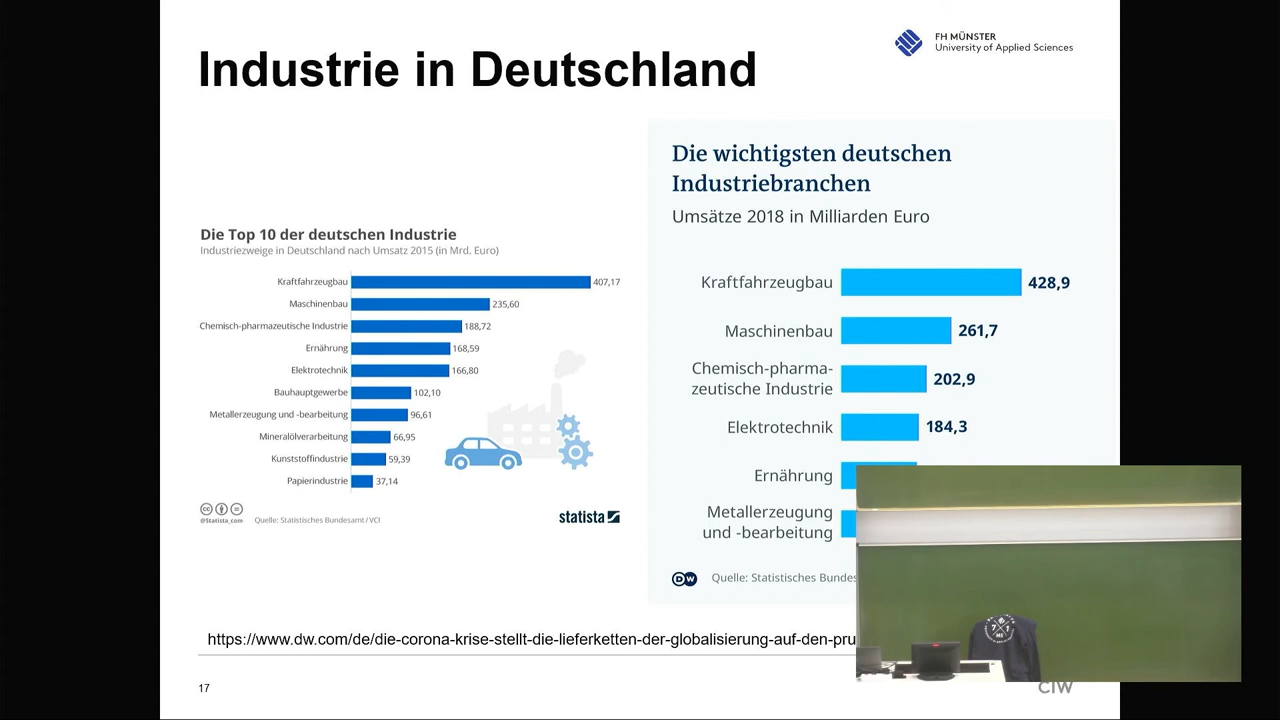 Industrie in Deutschland
FH MÜNSTER
University of Applied Sciences
Die Top 10 der deutschen Industrie
Industriezweige in Deutschland nach Umsatz 2015 (in Mrd. Euro)
Kraftfahrzeugbau 407,17
Maschinenbau 235,60
Chemisch-pharmazeutische Industrie 188,72
Ernährung 168,59
Elektrotechnik 166,80
Bauhauptgewerbe 102,10
Metallerzeugung und -bearbeitung 96,61
Mineralölverarbeitung 66,95
Kunststoffindustrie 59,39
Papierindustrie 37,14
@Statista_com Quelle: Statistisches Bundesamt / VCI
statista
Die wichtigsten deutschen
Industriebranchen
Umsätze 2018 in Milliarden Euro
Kraftfahrzeugbau 428,9
Maschinenbau 261,7
Chemisch-pharma-
zeutische Industrie 202,9
Elektrotechnik 184,3
Ernährung
Metallerzeugung
und -bearbeitung
DW Quelle: Statistisches Bundes
https://www.dw.com/de/die-corona-krise-stellt-die-lieferketten-der-globalisierung-auf-den-pru
17
CIW